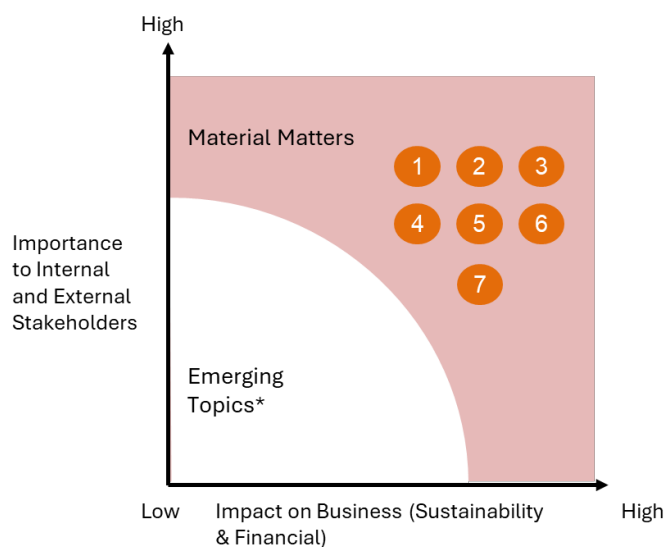 High
Material Matters
1 2 3
4 5 6
7
Importance
to Internal
and External
Stakeholders
Emerging
Topics*
Low Impact on Business (Sustainability High
& Financial)